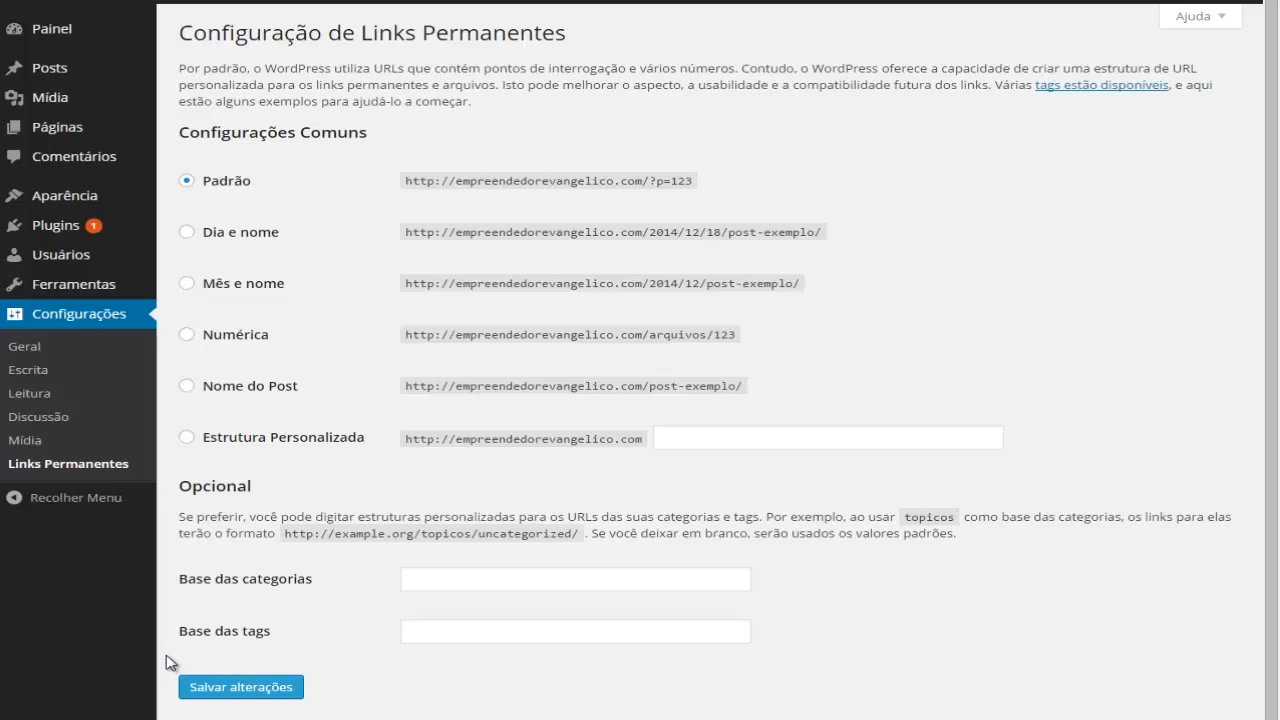 Painel
Posts
Mídia
Páginas
Comentários
Aparência
Plugins 1
Usuários
Ferramentas
Configurações
Geral
Escrita
Leitura
Discussão
Mídia
Links Permanentes
Recolher Menu
Ajuda
Configuração de Links Permanentes
Por padrão, o WordPress utiliza URLs que contém pontos de interrogação e vários números. Contudo, o WordPress oferece a capacidade de criar uma estrutura de URL
personalizada para os links permanentes e arquivos. Isto pode melhorar o aspecto, a usabilidade e a compatibilidade futura dos links. Várias tags estão disponíveis, e aqui
estão alguns exemplos para ajudá-lo a começar.
Configurações Comuns
Padrão http://empreendedorevangelico.com/?p=123
Dia e nome http://empreendedorevangelico.com/2014/12/18/post-exemplo/
Mês e nome http://empreendedorevangelico.com/2014/12/post-exemplo/
Numérica http://empreendedorevangelico.com/arquivos/123
Nome do Post http://empreendedorevangelico.com/post-exemplo/
Estrutura Personalizada http://empreendedorevangelico.com
Opcional
Se preferir, você pode digitar estruturas personalizadas para os URLs das suas categorias e tags. Por exemplo, ao usar topicos como base das categorias, os links para elas
terão o formato http://example.org/topicos/uncategorized/ . Se você deixar em branco, serão usados os valores padrões.
Base das categorias
Base das tags
Salvar alterações